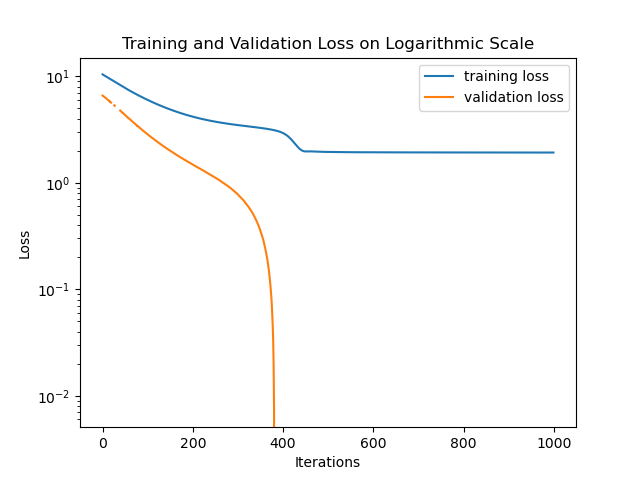 Training and Validation Loss on Logarithmic Scale
training loss
validation loss
10¹
10⁰
10⁻¹
10⁻²
Loss
0 200 400 600 800 1000
Iterations